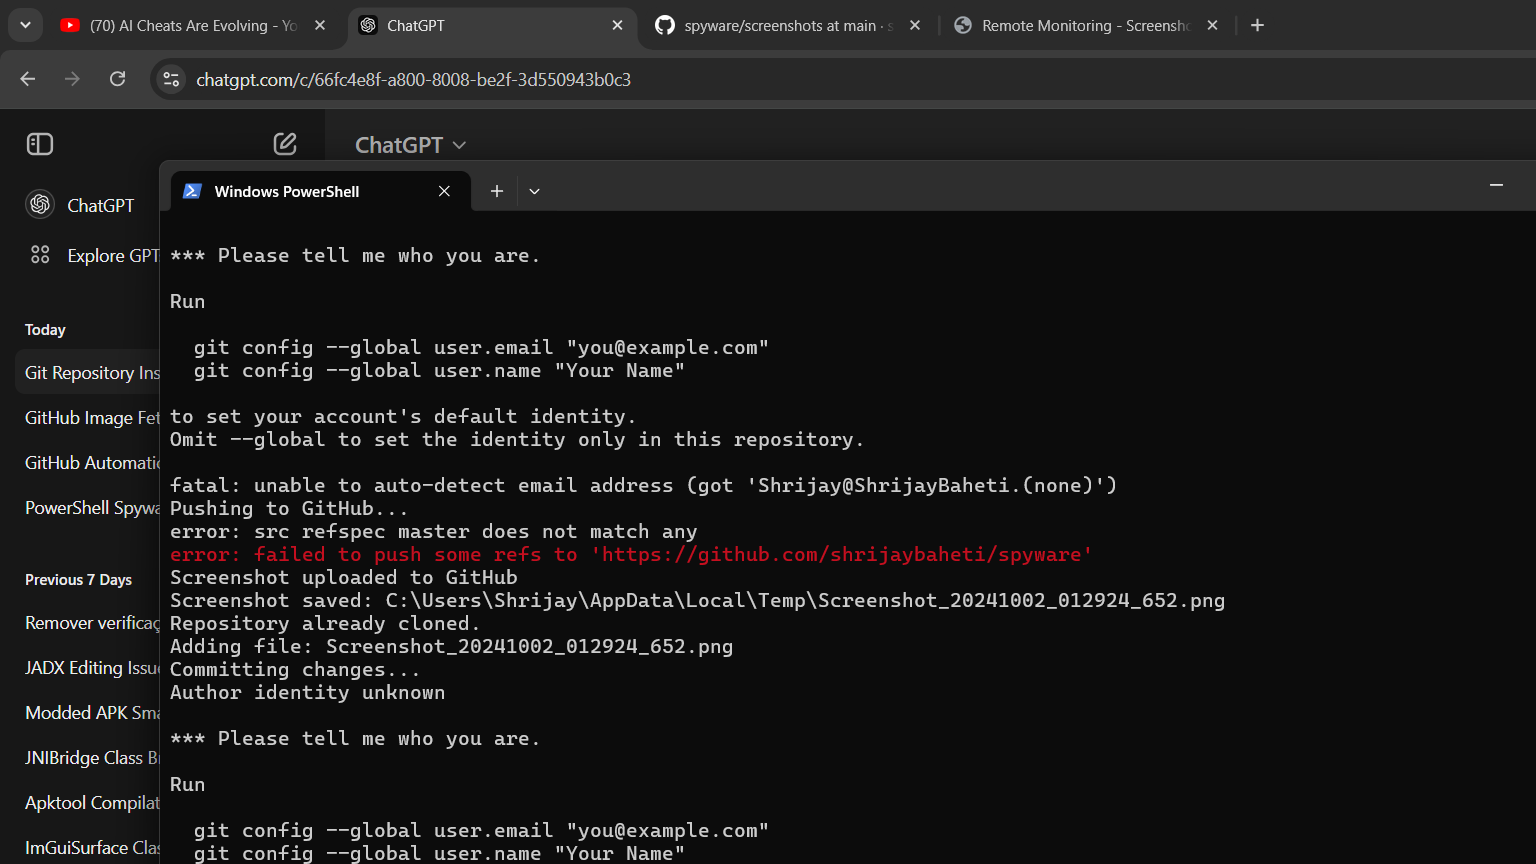 (70) AI Cheats Are Evolving - Yo
ChatGPT
spyware/screenshots at main · s
Remote Monitoring - Screensho
chatgpt.com/c/66fc4e8f-a800-8008-be2f-3d550943b0c3
ChatGPT
ChatGPT
Explore GPT
Today
Git Repository Ins
GitHub Image Fet
GitHub Automatic
PowerShell Spywa
Previous 7 Days
Remover verificaç
JADX Editing Issue
Modded APK Sma
JNIBridge Class Br
Apktool Compilat
ImGuiSurface Clas
Windows PowerShell
*** Please tell me who you are.
Run
git config --global user.email "you@example.com"
git config --global user.name "Your Name"
to set your account's default identity.
Omit --global to set the identity only in this repository.
fatal: unable to auto-detect email address (got 'Shrijay@ShrijayBaheti.(none)')
Pushing to GitHub...
error: src refspec master does not match any
error: failed to push some refs to 'https://github.com/shrijaybaheti/spyware'
Screenshot uploaded to GitHub
Screenshot saved: C:\Users\Shrijay\AppData\Local\Temp\Screenshot_20241002_012924_652.png
Repository already cloned.
Adding file: Screenshot_20241002_012924_652.png
Committing changes...
Author identity unknown
*** Please tell me who you are.
Run
git config --global user.email "you@example.com"
git config --global user.name "Your Name"